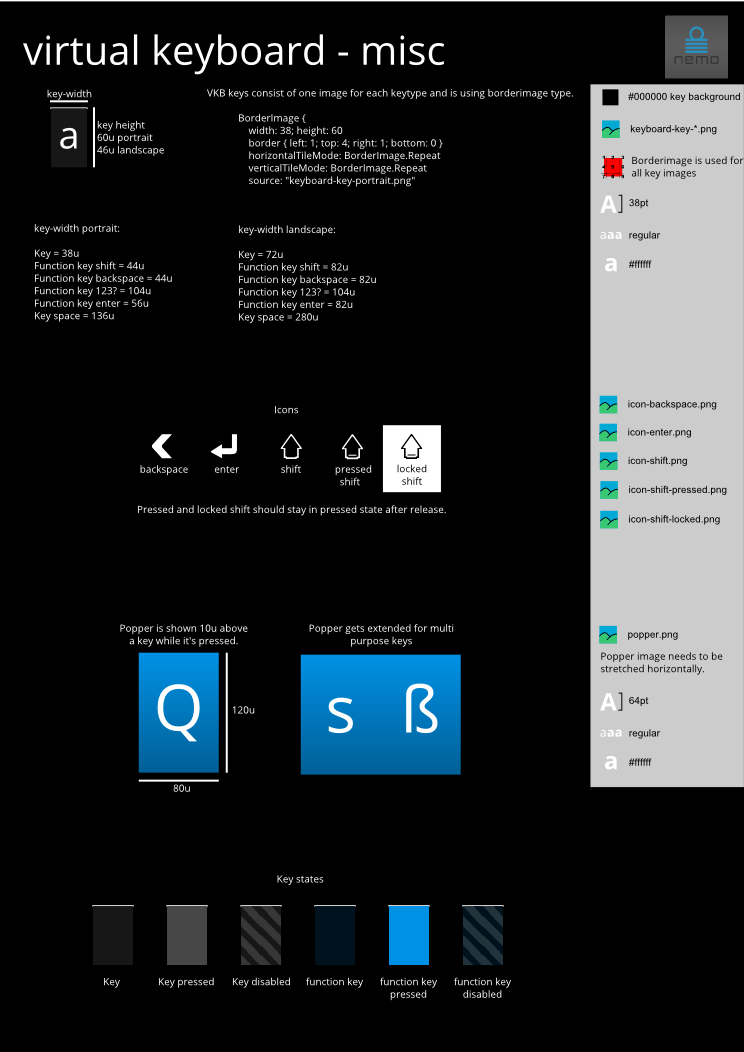 virtual keyboard - misc
nemo
key-width
a
key height
60u portrait
46u landscape
VKB keys consist of one image for each keytype and is using borderimage type.
BorderImage {
width: 38; height: 60
border { left: 1; top: 4; right: 1; bottom: 0 }
horizontalTileMode: BorderImage.Repeat
verticalTileMode: BorderImage.Repeat
source: "keyboard-key-portrait.png"
#000000 key background
keyboard-key-*.png
Borderimage is used for
all key images
A] 38pt
aaa regular
a #ffffff
key-width portrait:
Key = 38u
Function key shift = 44u
Function key backspace = 44u
Function key 123? = 104u
Function key enter = 56u
Key space = 136u
key-width landscape:
Key = 72u
Function key shift = 82u
Function key backspace = 82u
Function key 123? = 104u
Function key enter = 82u
Key space = 280u
Icons
backspace
enter
shift
pressed
shift
locked
shift
Pressed and locked shift should stay in pressed state after release.
icon-backspace.png
icon-enter.png
icon-shift.png
icon-shift-pressed.png
icon-shift-locked.png
Popper is shown 10u above
a key while it's pressed.
Q
120u
80u
Popper gets extended for multi
purpose keys
s ß
popper.png
Popper image needs to be
stretched horizontally.
A] 64pt
aaa regular
a #ffffff
Key states
Key
Key pressed
Key disabled
function key
function key
pressed
function key
disabled